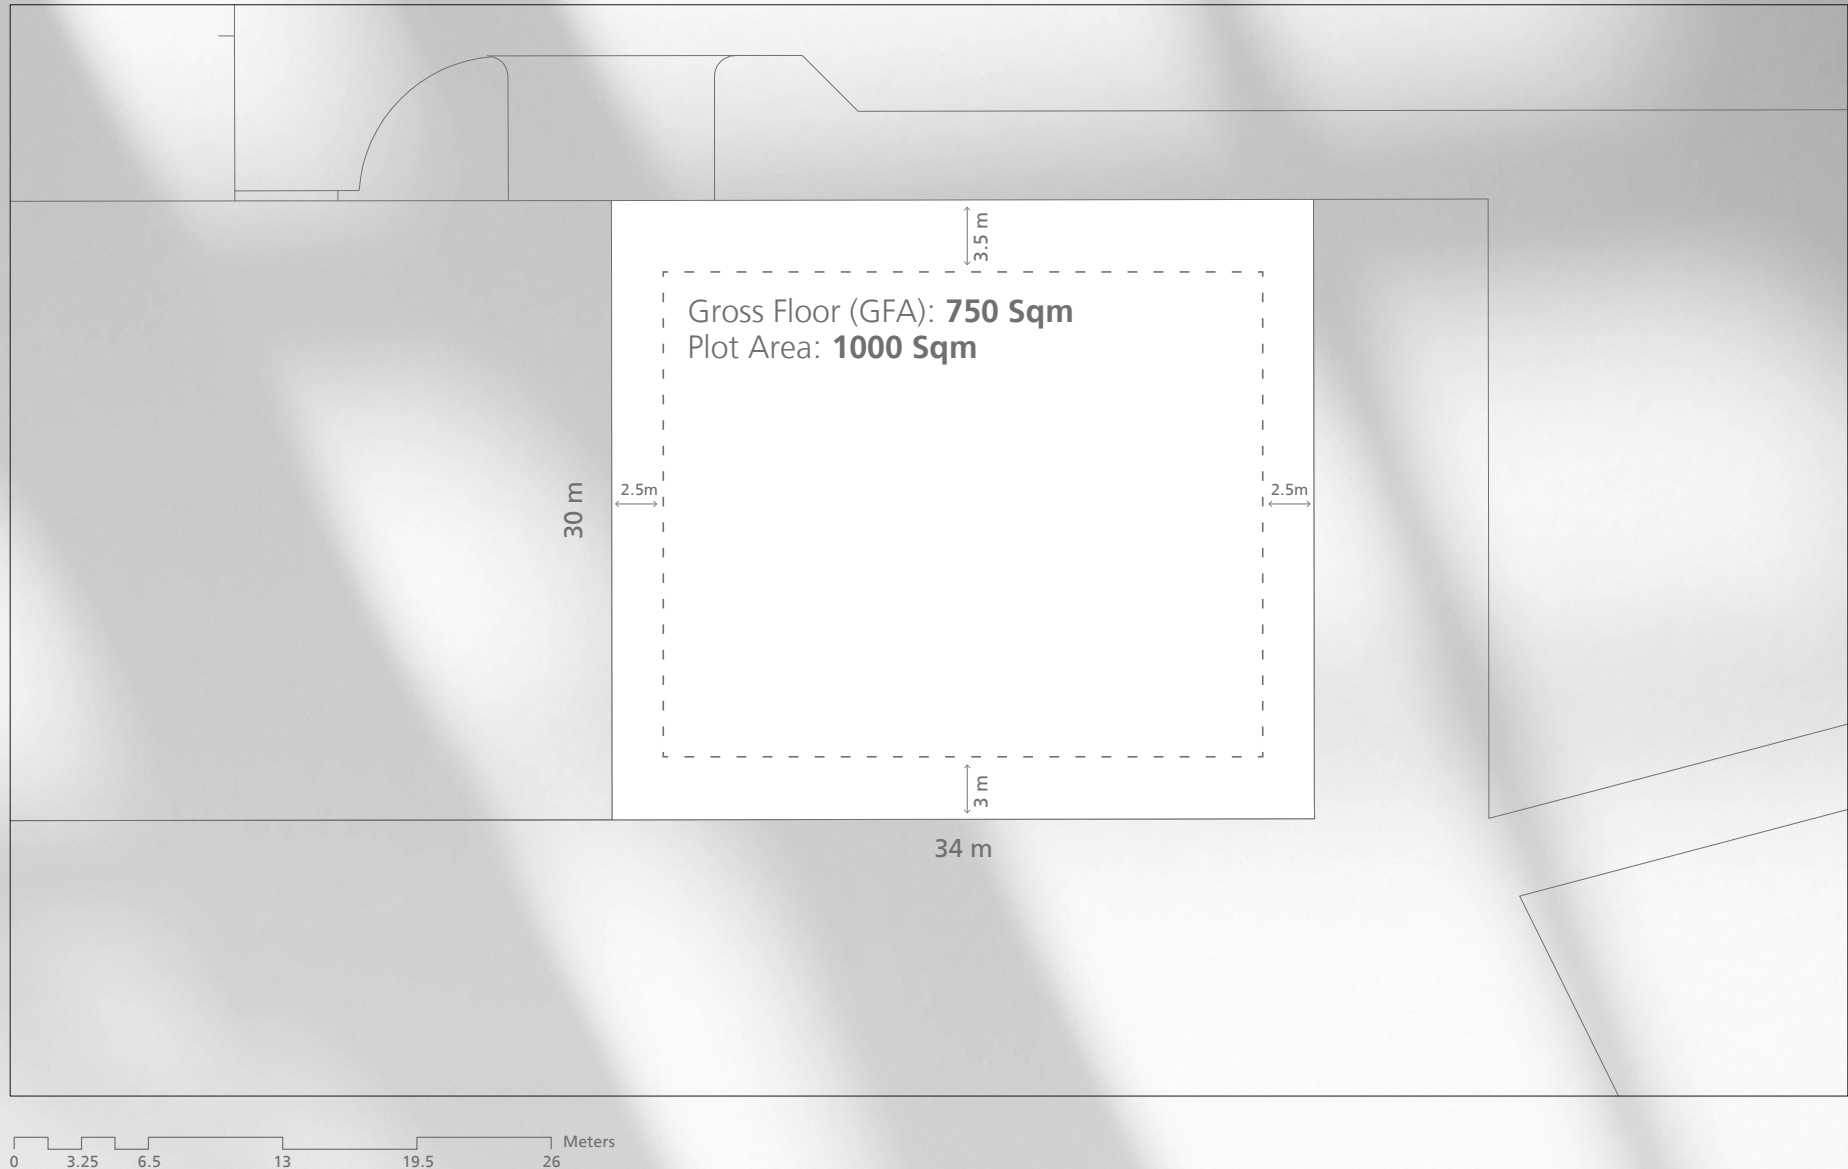 3.5 m
Gross Floor (GFA): 750 Sqm
Plot Area: 1000 Sqm
30 m
2.5m
2.5m
3 m
34 m
Meters
0 3.25 6.5 13 19.5 26